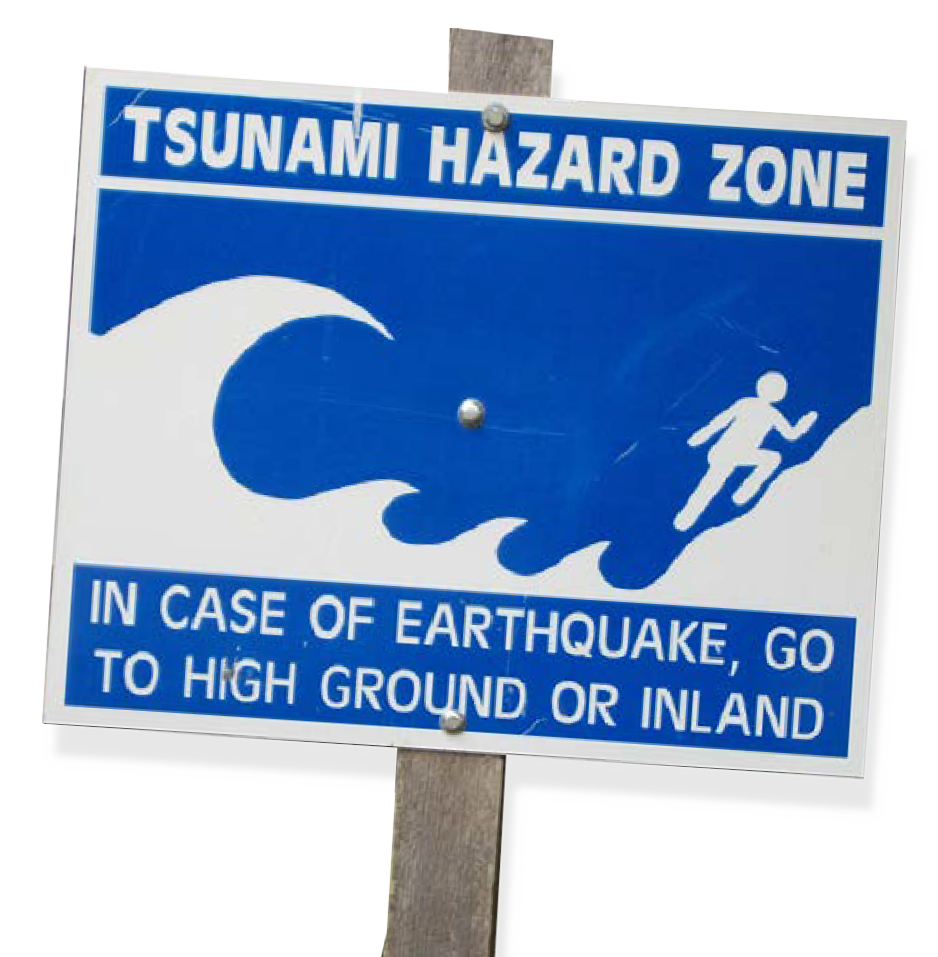 TSUNAMI HAZARD ZONE
IN CASE OF EARTHQUAKE, GO
TO HIGH GROUND OR INLAND